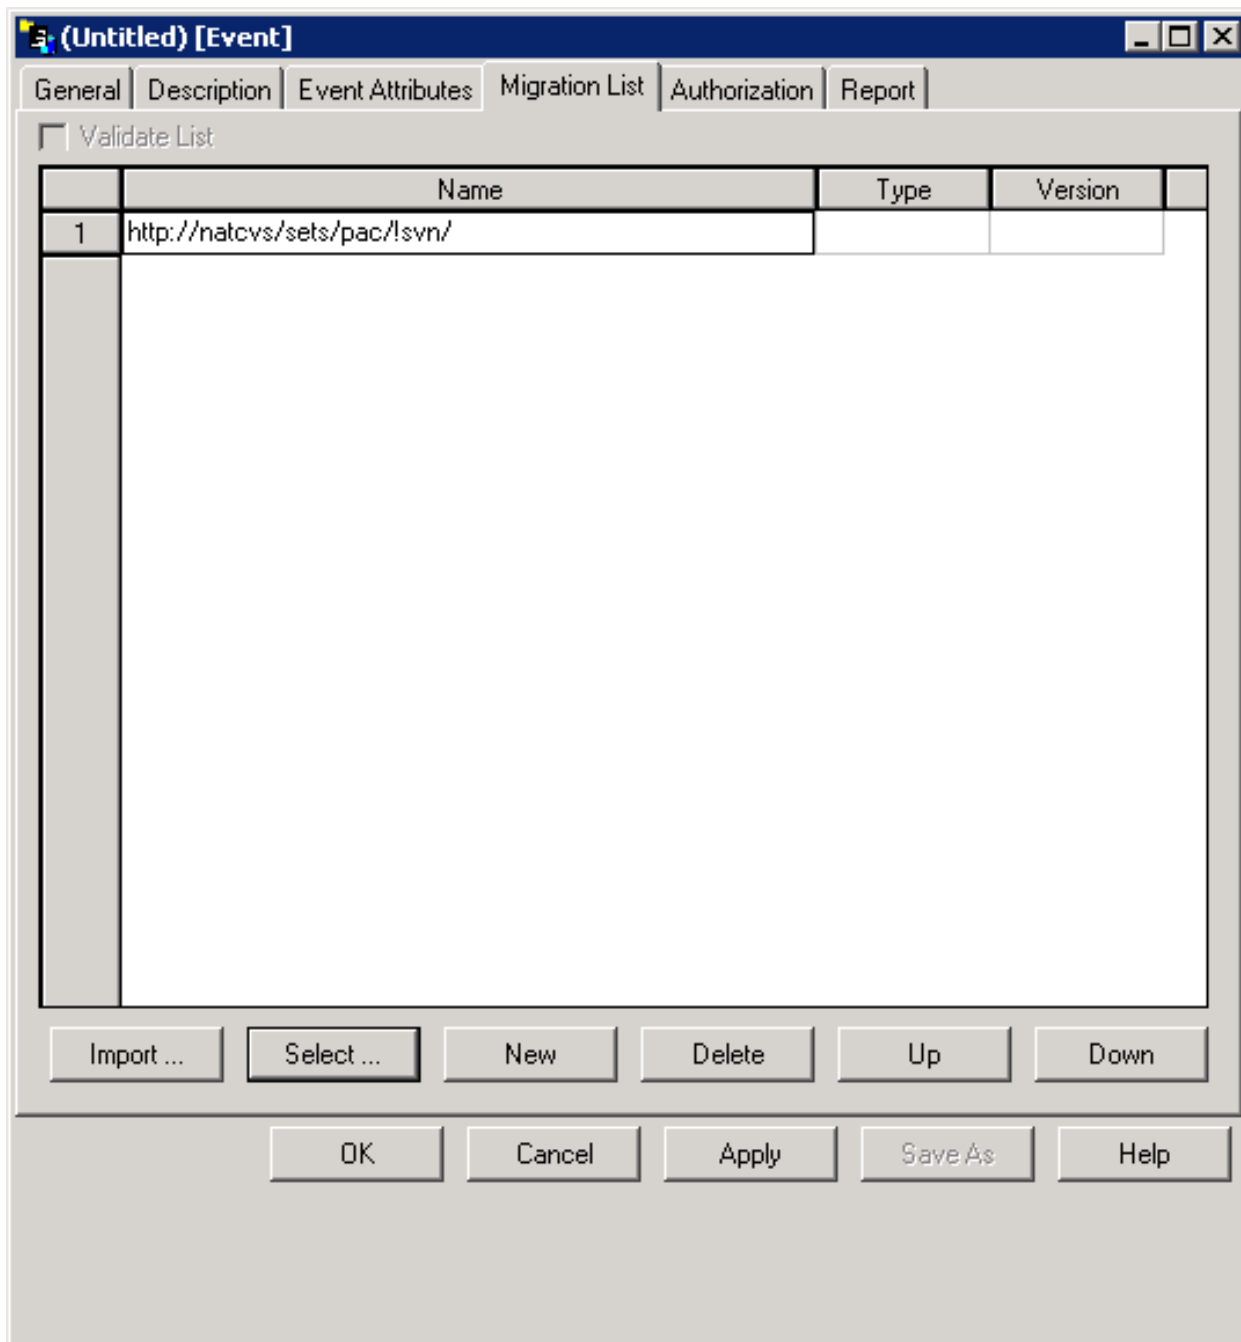 (Untitled) [Event]
General Description Event Attributes Migration List Authorization Report
Validate List
Name Type Version
1 http://natcvs/sets/pac/!svn/
Import ... Select ... New Delete Up Down
OK Cancel Apply Save As Help